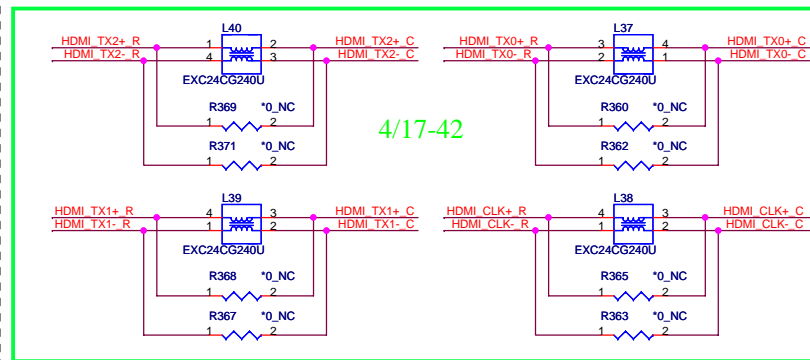 L40
HDMI_TX2+_R 1 2 HDMI_TX2+_C
HDMI_TX2-_R 4 3 HDMI_TX2-_C
EXC24CG240U
R369 *0_NC
1 2
R371 *0_NC
1 2
L37
HDMI_TX0+_R 3 4 HDMI_TX0+_C
HDMI_TX0-_R 2 1 HDMI_TX0-_C
EXC24CG240U
R360 *0_NC
1 2
R362 *0_NC
1 2
4/17-42
L39
HDMI_TX1+_R 4 3 HDMI_TX1+_C
HDMI_TX1-_R 1 2 HDMI_TX1-_C
EXC24CG240U
R368 *0_NC
1 2
R367 *0_NC
1 2
L38
HDMI_CLK+_R 4 3 HDMI_CLK+_C
HDMI_CLK-_R 1 2 HDMI_CLK-_C
EXC24CG240U
R365 *0_NC
1 2
R363 *0_NC
1 2